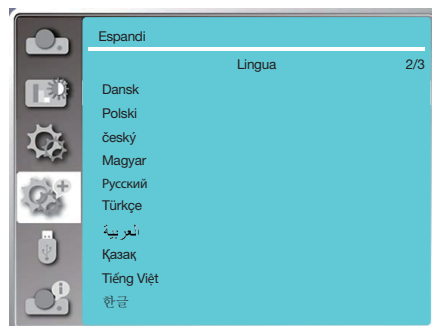 Espandi
Lingua 2/3
Dansk
Polski
český
Magyar
Русский
Türkçe
العربية
Қазақ
Tiếng Việt
한글